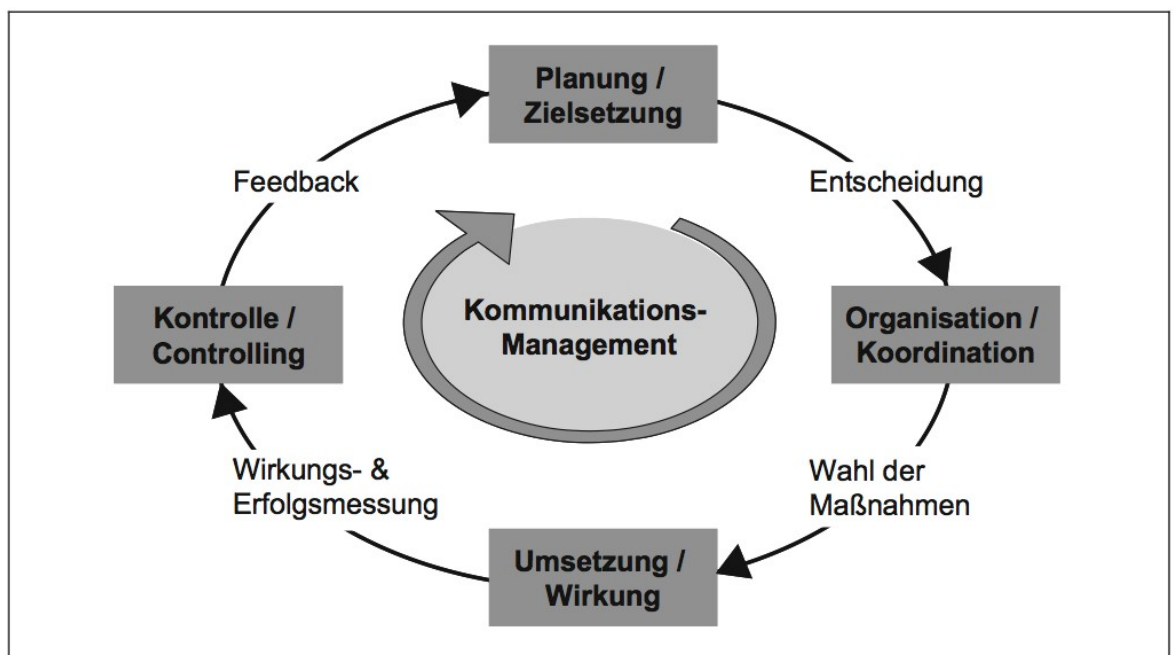 Planung /
Zielsetzung
Feedback
Entscheidung
Kommunikations-
Management
Kontrolle /
Controlling
Organisation /
Koordination
Wirkungs- &
Erfolgsmessung
Wahl der
Maßnahmen
Umsetzung /
Wirkung